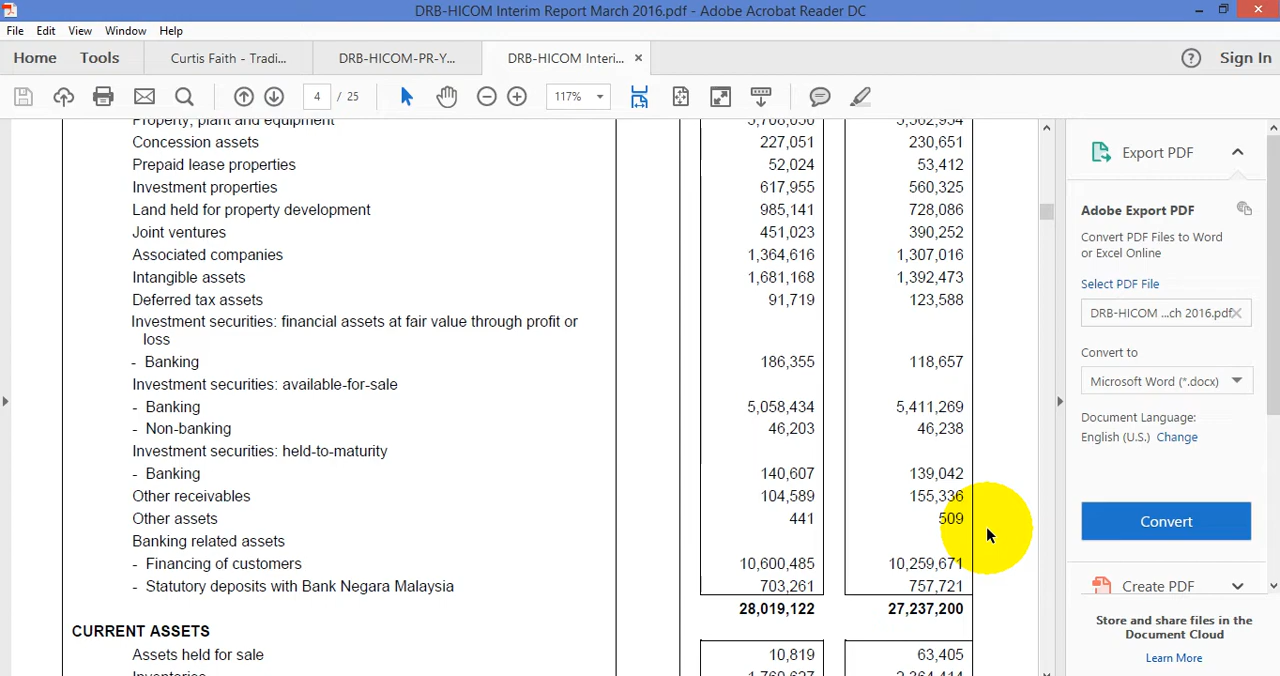 DRB-HICOM Interim Report March 2016.pdf - Adobe Acrobat Reader DC
File Edit View Window Help
Home Tools Curtis Faith - Tradi... DRB-HICOM-PR-Y... DRB-HICOM Interi... × Sign In
4 / 25 117%
Property, plant and equipment
Concession assets 227,051 230,651
Prepaid lease properties 52,024 53,412
Investment properties 617,955 560,325
Land held for property development 985,141 728,086
Joint ventures 451,023 390,252
Associated companies 1,364,616 1,307,016
Intangible assets 1,681,168 1,392,473
Deferred tax assets 91,719 123,588
Investment securities: financial assets at fair value through profit or
loss
- Banking 186,355 118,657
Investment securities: available-for-sale
- Banking 5,058,434 5,411,269
- Non-banking 46,203 46,238
Investment securities: held-to-maturity
- Banking 140,607 139,042
Other receivables 104,589 155,336
Other assets 441 509
Banking related assets
- Financing of customers 10,600,485 10,259,671
- Statutory deposits with Bank Negara Malaysia 703,261 757,721
28,019,122 27,237,200
CURRENT ASSETS
Assets held for sale 10,819 63,405
Export PDF
Adobe Export PDF
Convert PDF Files to Word
or Excel Online
Select PDF File
DRB-HICOM ...ch 2016.pdf
Convert to
Microsoft Word (*.docx)
Document Language:
English (U.S.) Change
Convert
Create PDF
Store and share files in the
Document Cloud
Learn More